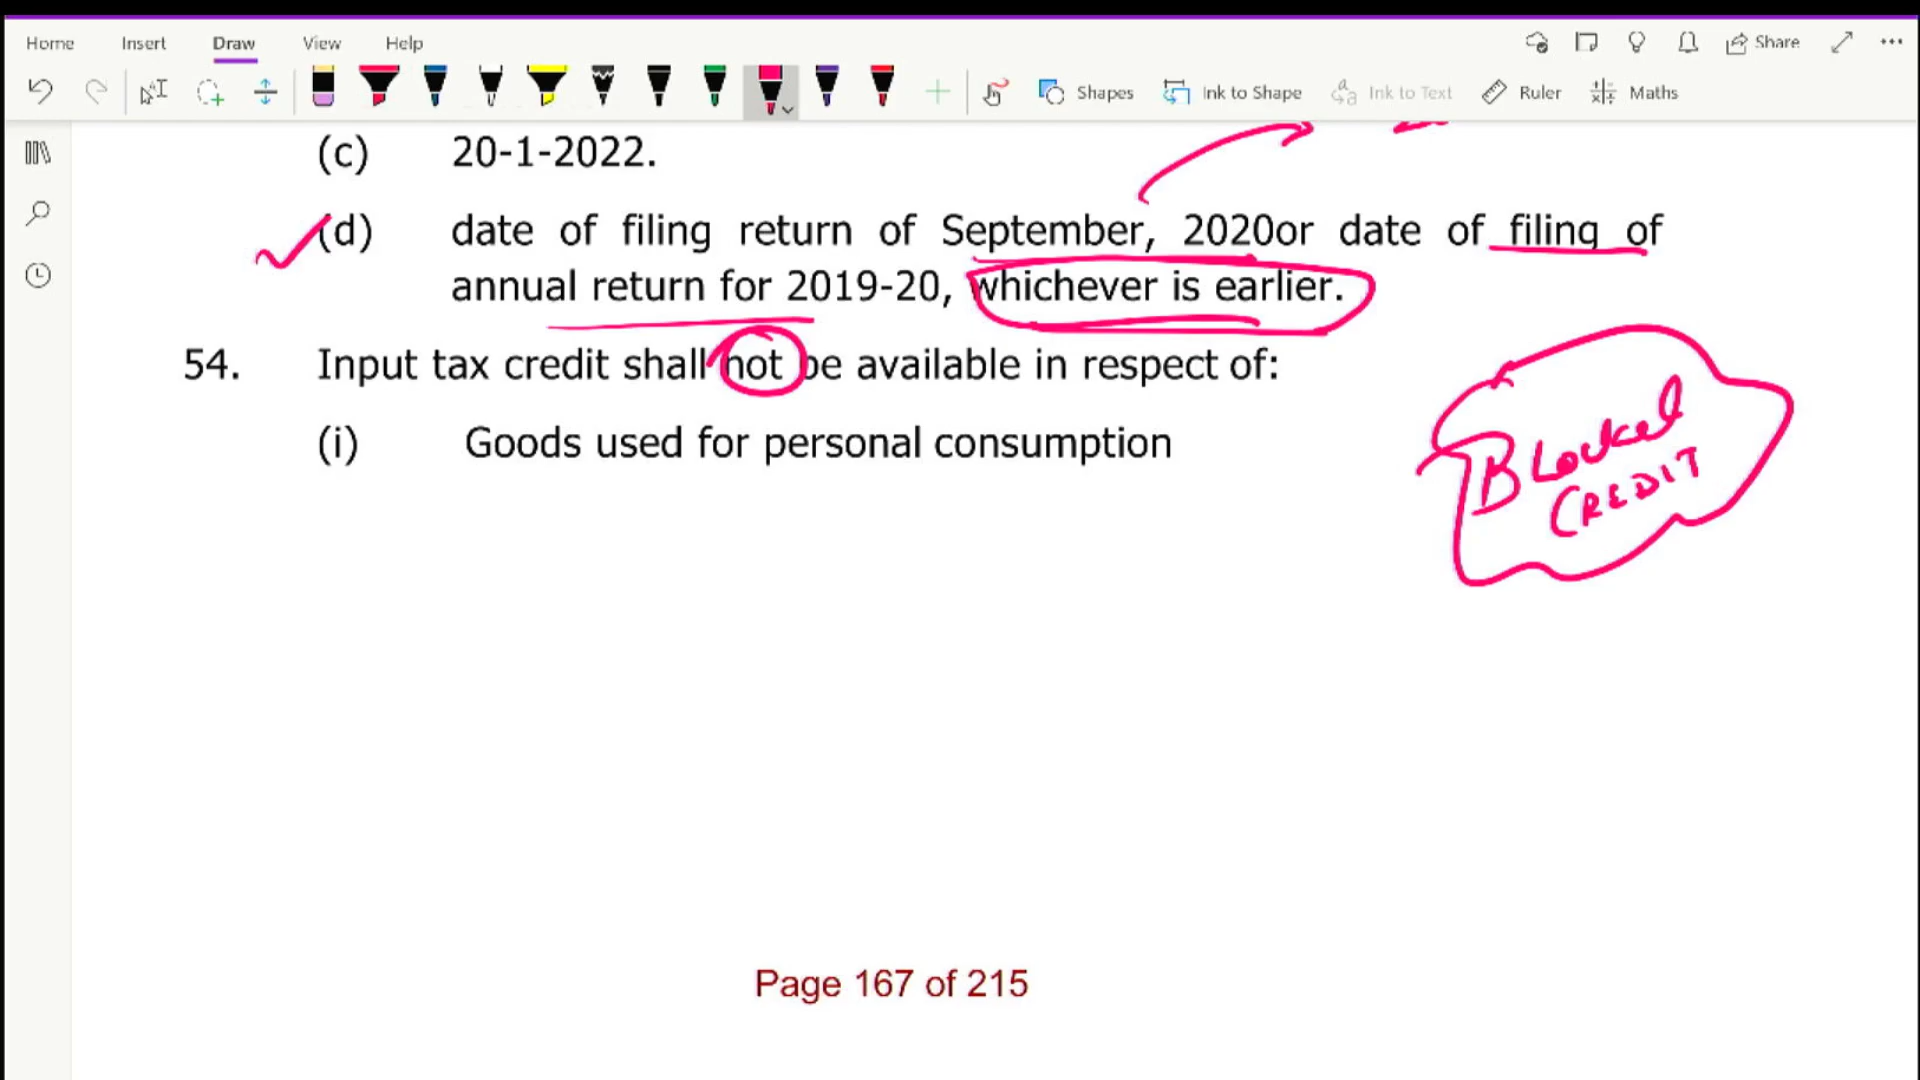 Home Insert Draw View Help Share
Shapes Ink to Shape Ink to Text Ruler Maths
(c) 20-1-2022.
(d) date of filing return of September, 2020or date of filing of
annual return for 2019-20, whichever is earlier.
54. Input tax credit shall not be available in respect of:
(i) Goods used for personal consumption
Blocked
CREDIT
Page 167 of 215